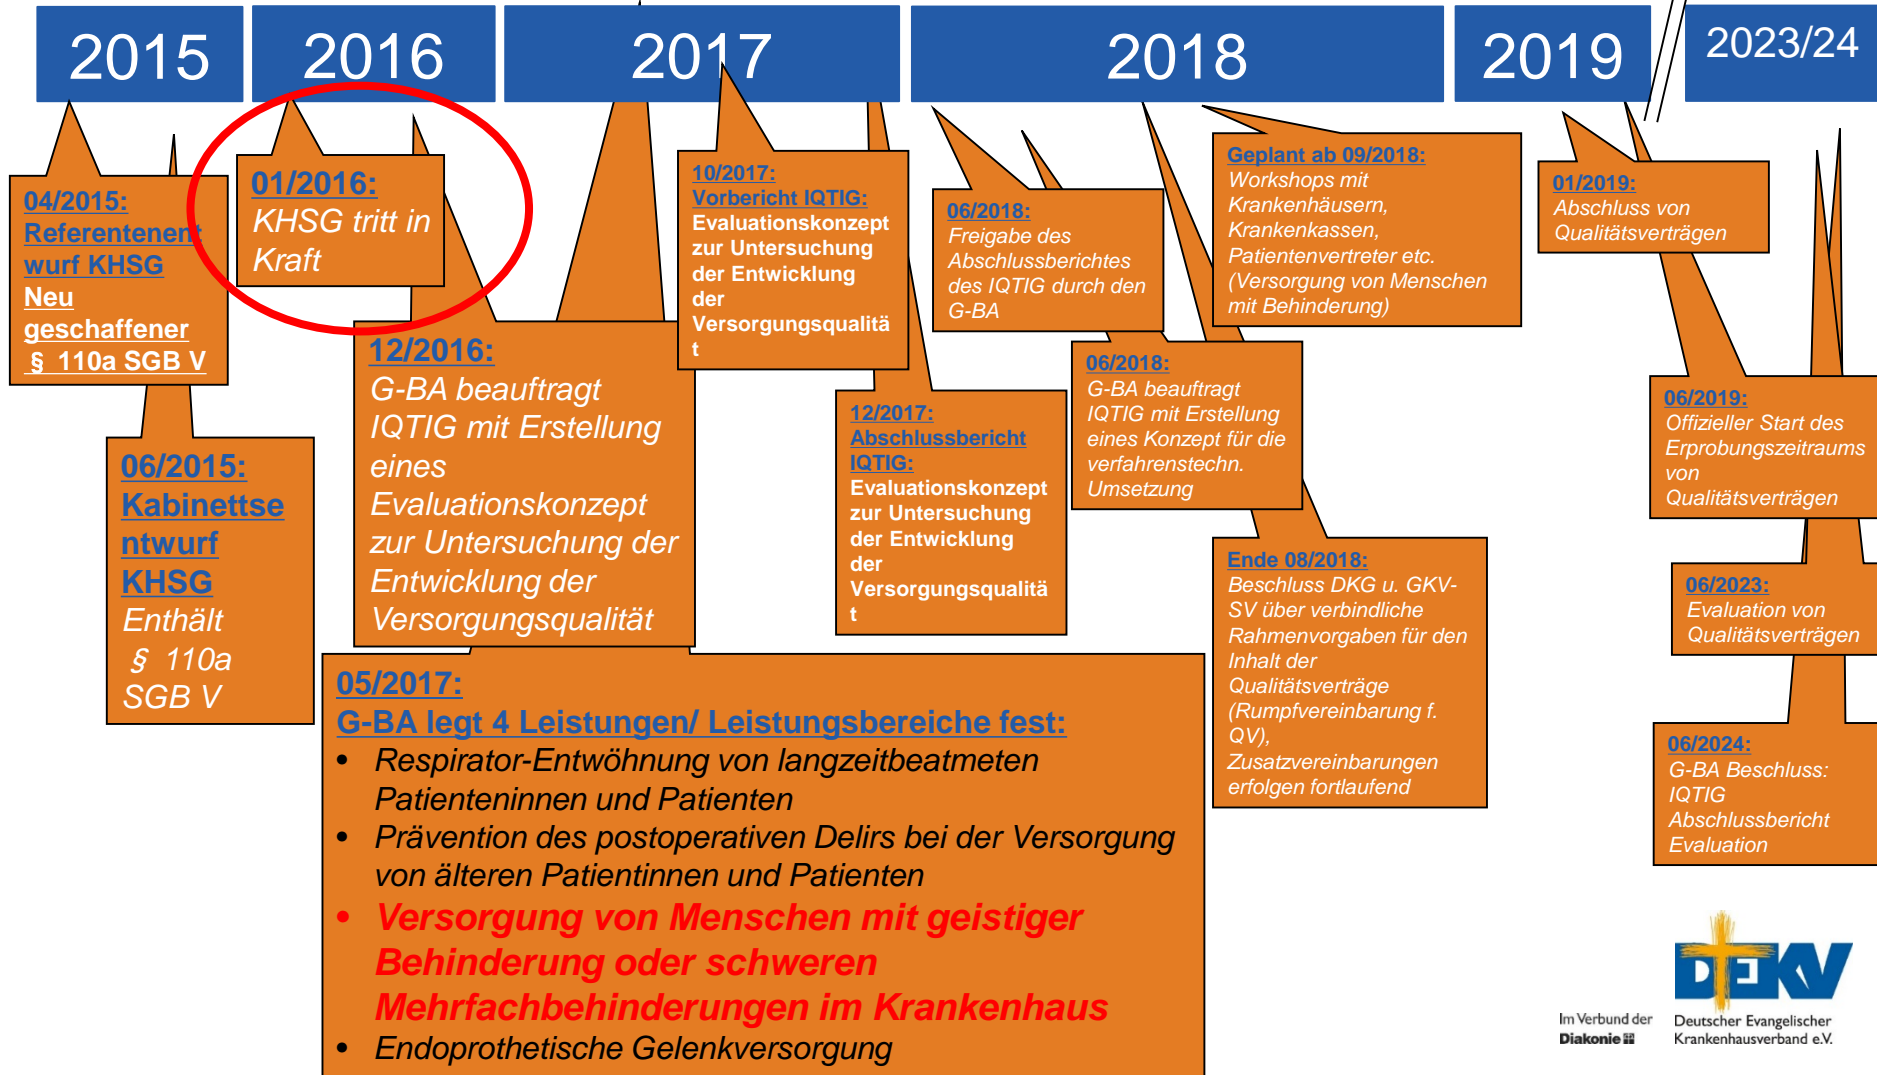 2015
2016
2017
2018
2019
2023/24
04/2015:
Referentenent
wurf KHSG
Neu
geschaffener
§ 110a SGB V
06/2015:
Kabinettse
ntwurf
KHSG
Enthält
§ 110a
SGB V
01/2016:
KHSG tritt in
Kraft
12/2016:
G-BA beauftragt
IQTIG mit Erstellung
eines
Evaluationskonzept
zur Untersuchung der
Entwicklung der
Versorgungsqualität
05/2017:
G-BA legt 4 Leistungen/ Leistungsbereiche fest:
• Respirator-Entwöhnung von langzeitbeatmeten
Patienteninnen und Patienten
• Prävention des postoperativen Delirs bei der Versorgung
von älteren Patientinnen und Patienten
• Versorgung von Menschen mit geistiger
Behinderung oder schweren
Mehrfachbehinderungen im Krankenhaus
• Endoprothetische Gelenkversorgung
10/2017:
Vorbericht IQTIG:
Evaluationskonzept
zur Untersuchung
der Entwicklung
der
Versorgungsqualitä
t
12/2017:
Abschlussbericht
IQTIG:
Evaluationskonzept
zur Untersuchung
der Entwicklung
der
Versorgungsqualitä
t
06/2018:
Freigabe des
Abschlussberichtes
des IQTIG durch den
G-BA
06/2018:
G-BA beauftragt
IQTIG mit Erstellung
eines Konzept für die
verfahrenstechn.
Umsetzung
Geplant ab 09/2018:
Workshops mit
Krankenhäusern,
Krankenkassen,
Patientenvertreter etc.
(Versorgung von Menschen
mit Behinderung)
Ende 08/2018:
Beschluss DKG u. GKV-
SV über verbindliche
Rahmenvorgaben für den
Inhalt der
Qualitätsverträge
(Rumpfvereinbarung f.
QV),
Zusatzvereinbarungen
erfolgen fortlaufend
01/2019:
Abschluss von
Qualitätsverträgen
06/2019:
Offizieller Start des
Erprobungszeitraums
von
Qualitätsverträgen
06/2023:
Evaluation von
Qualitätsverträgen
06/2024:
G-BA Beschluss:
IQTIG
Abschlussbericht
Evaluation
Im Verbund der
Diakonie
DEKV
Deutscher Evangelischer
Krankenhausverband e.V.